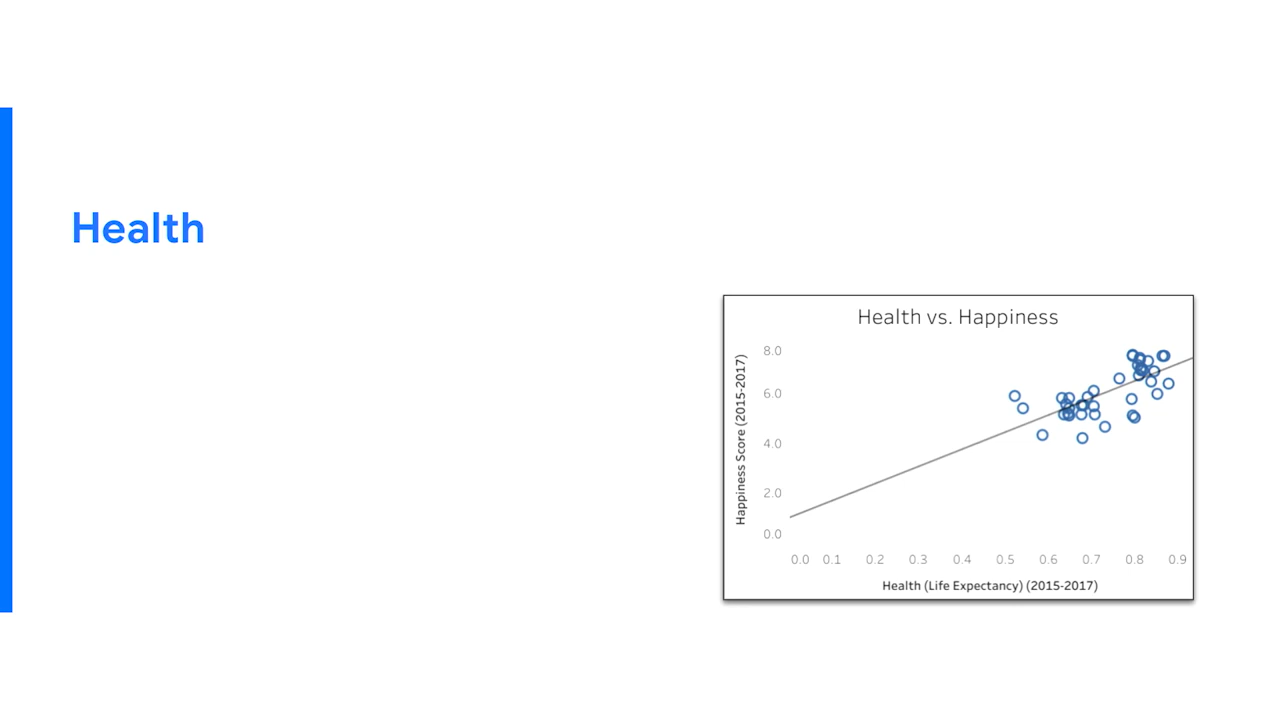 Health
Health vs. Happiness
Happiness Score (2015-2017)
8.0
6.0
4.0
2.0
0.0
0.0 0.1 0.2 0.3 0.4 0.5 0.6 0.7 0.8 0.9
Health (Life Expectancy) (2015-2017)